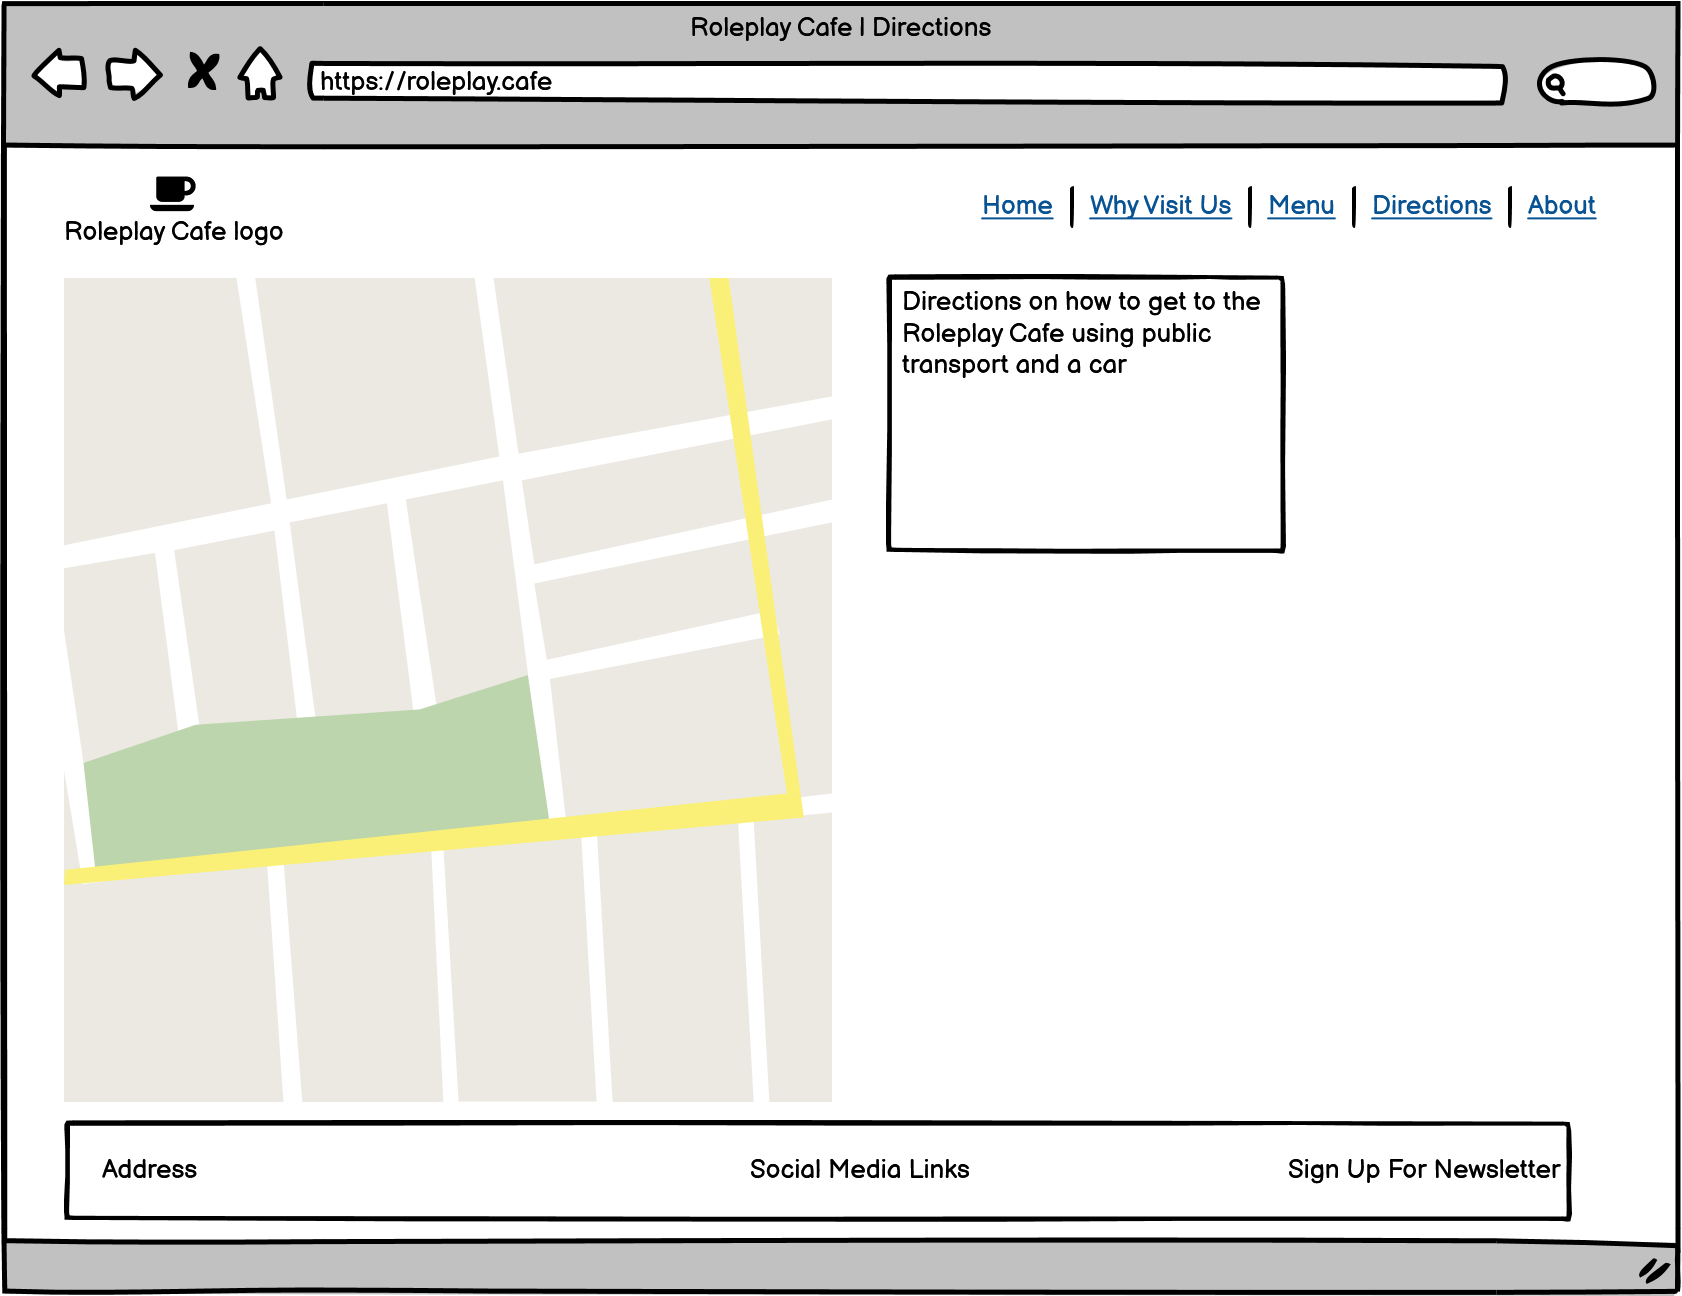 Roleplay Cafe | Directions
https://roleplay.cafe
Roleplay Cafe logo
Home | Why Visit Us | Menu | Directions | About
Directions on how to get to the
Roleplay Cafe using public
transport and a car
Address
Social Media Links
Sign Up For Newsletter